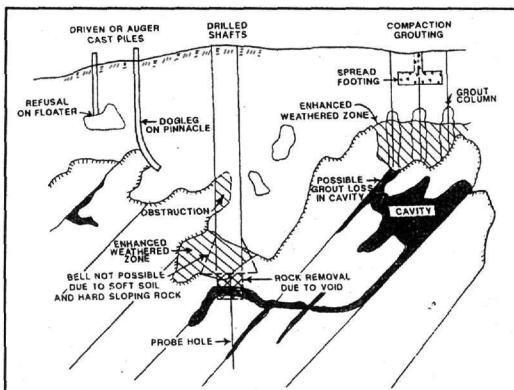 DRIVEN OR AUGER
CAST PILES
DRILLED
SHAFTS
COMPACTION
GROUTING
SPREAD
FOOTING
GROUT
COLUMN
REFUSAL
ON FLOATER
DOGLEG
ON PINNACLE
ENHANCED
WEATHERED ZONE
POSSIBLE
GROUT LOSS
IN CAVITY
CAVITY
OBSTRUCTION
ENHANCED
WEATHERED
ZONE
BELL NOT POSSIBLE
DUE TO SOFT SOIL
AND HARD SLOPING ROCK
ROCK REMOVAL
DUE TO VOID
PROBE HOLE